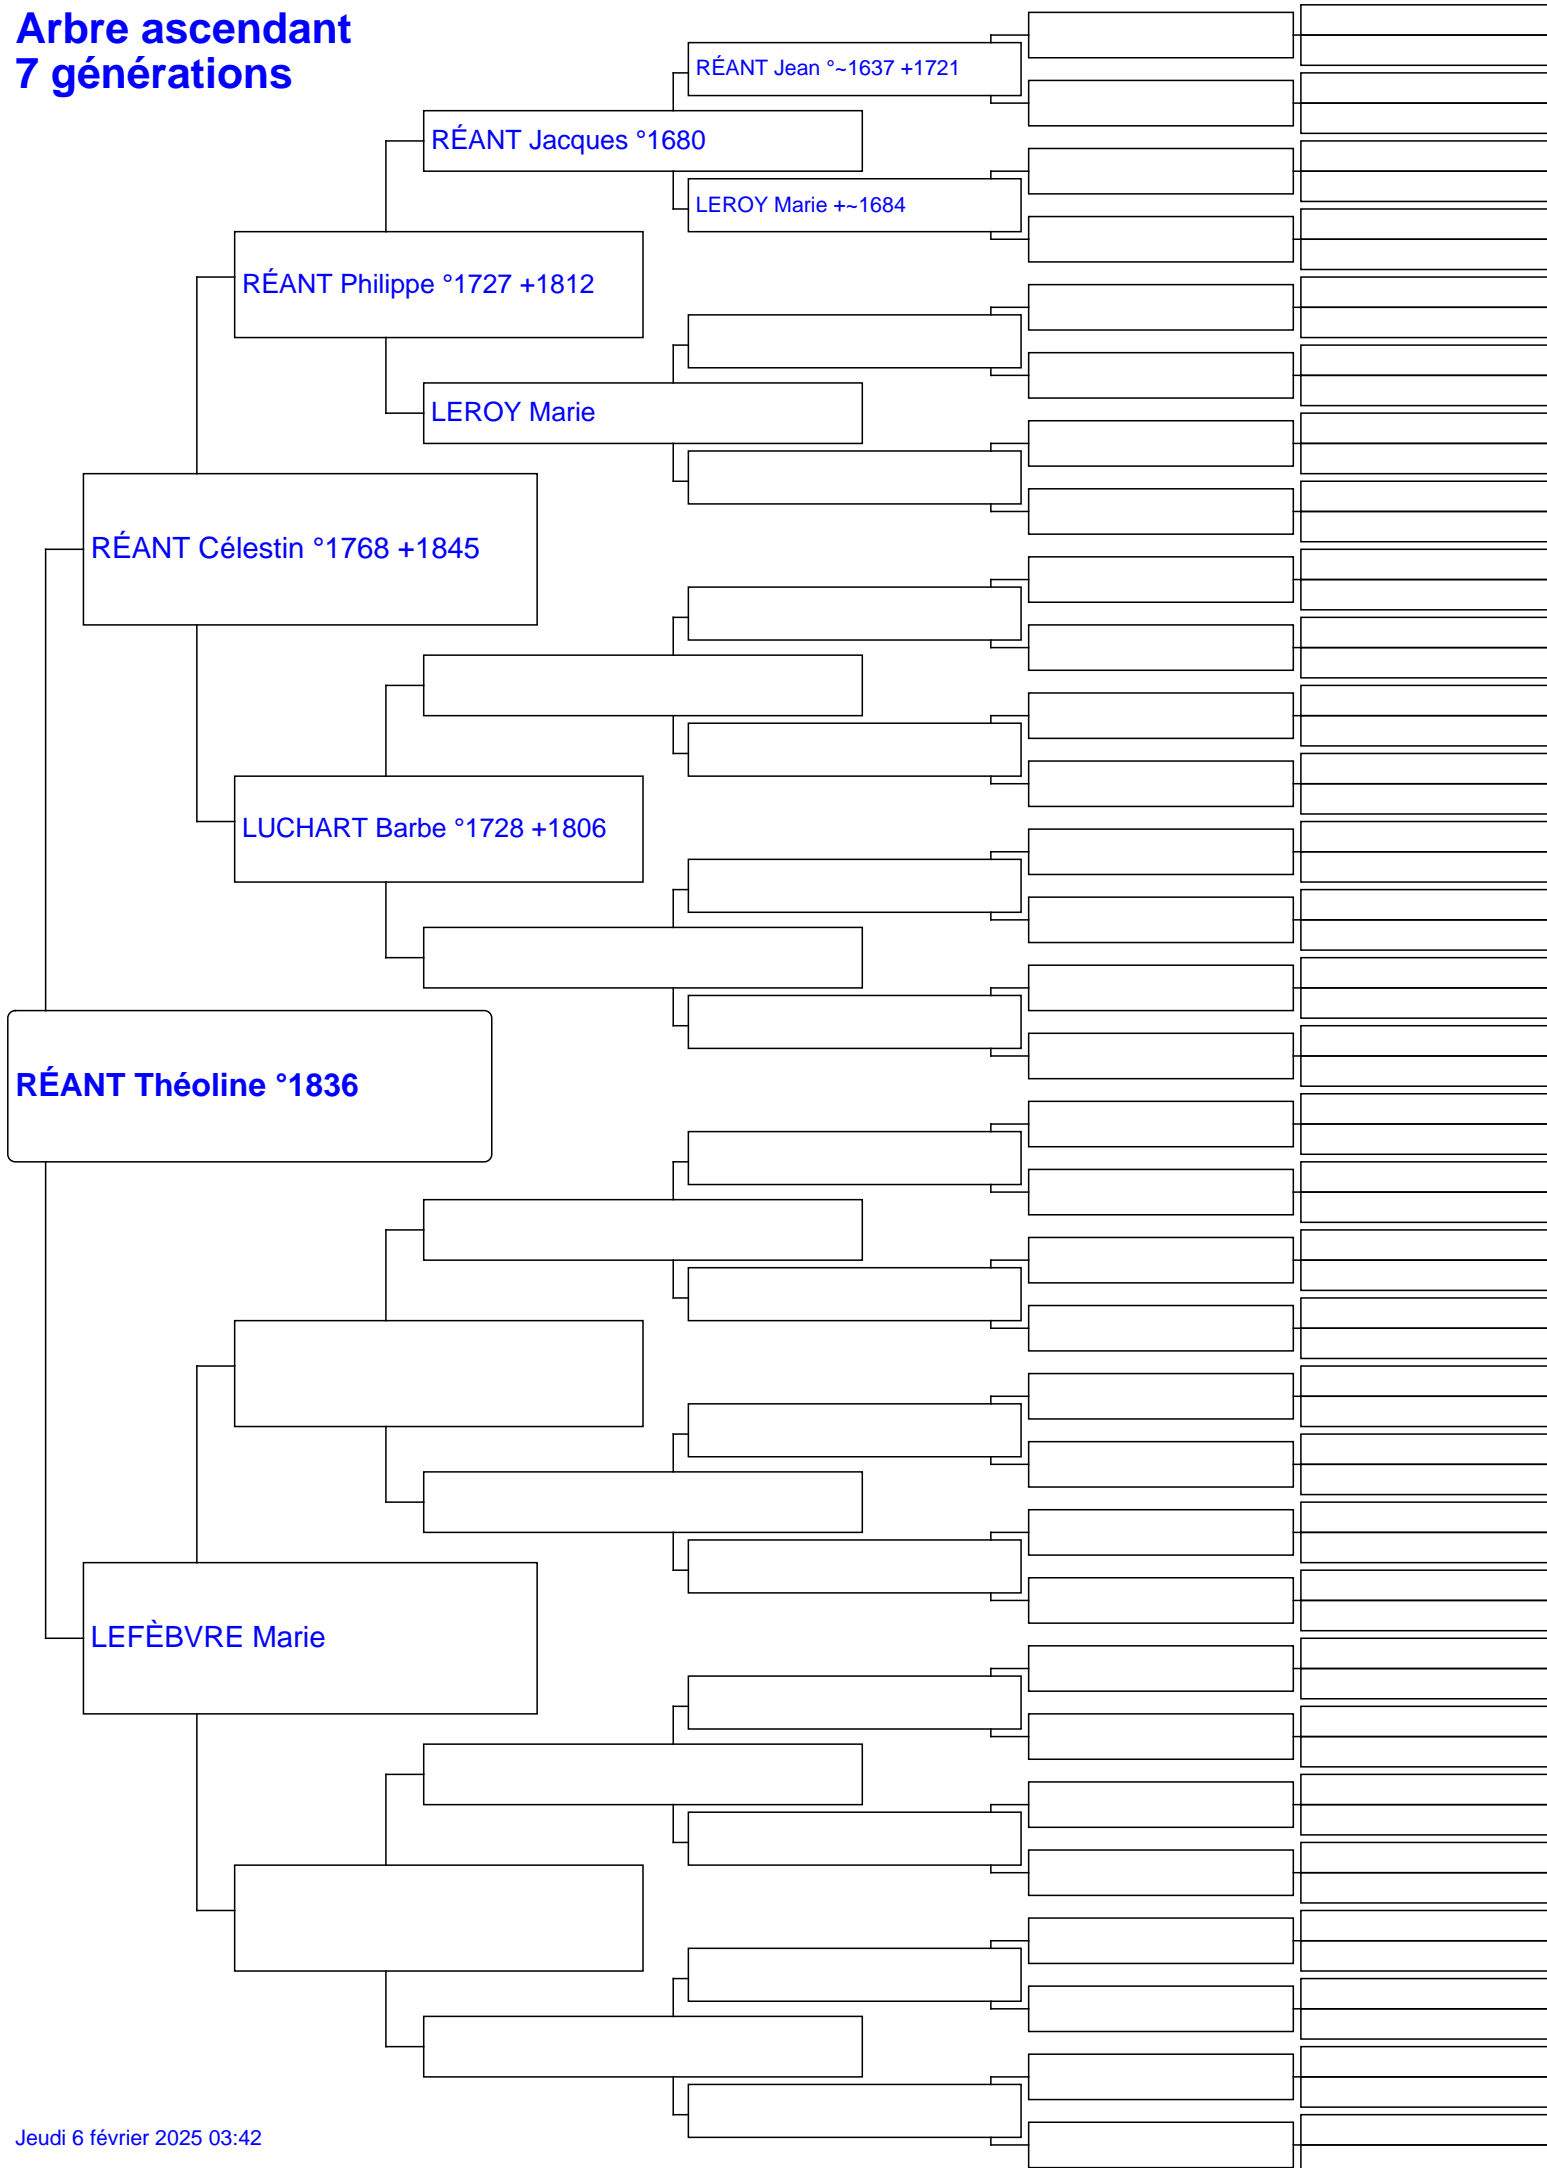 Arbre ascendant
7 générations
RÉANT Jean °~1637 +1721
RÉANT Jacques °1680
LEROY Marie +~1684
RÉANT Philippe °1727 +1812
LEROY Marie
RÉANT Célestin °1768 +1845
LUCHART Barbe °1728 +1806
RÉANT Théoline °1836
LEFÈBVRE Marie
Jeudi 6 février 2025 03:42